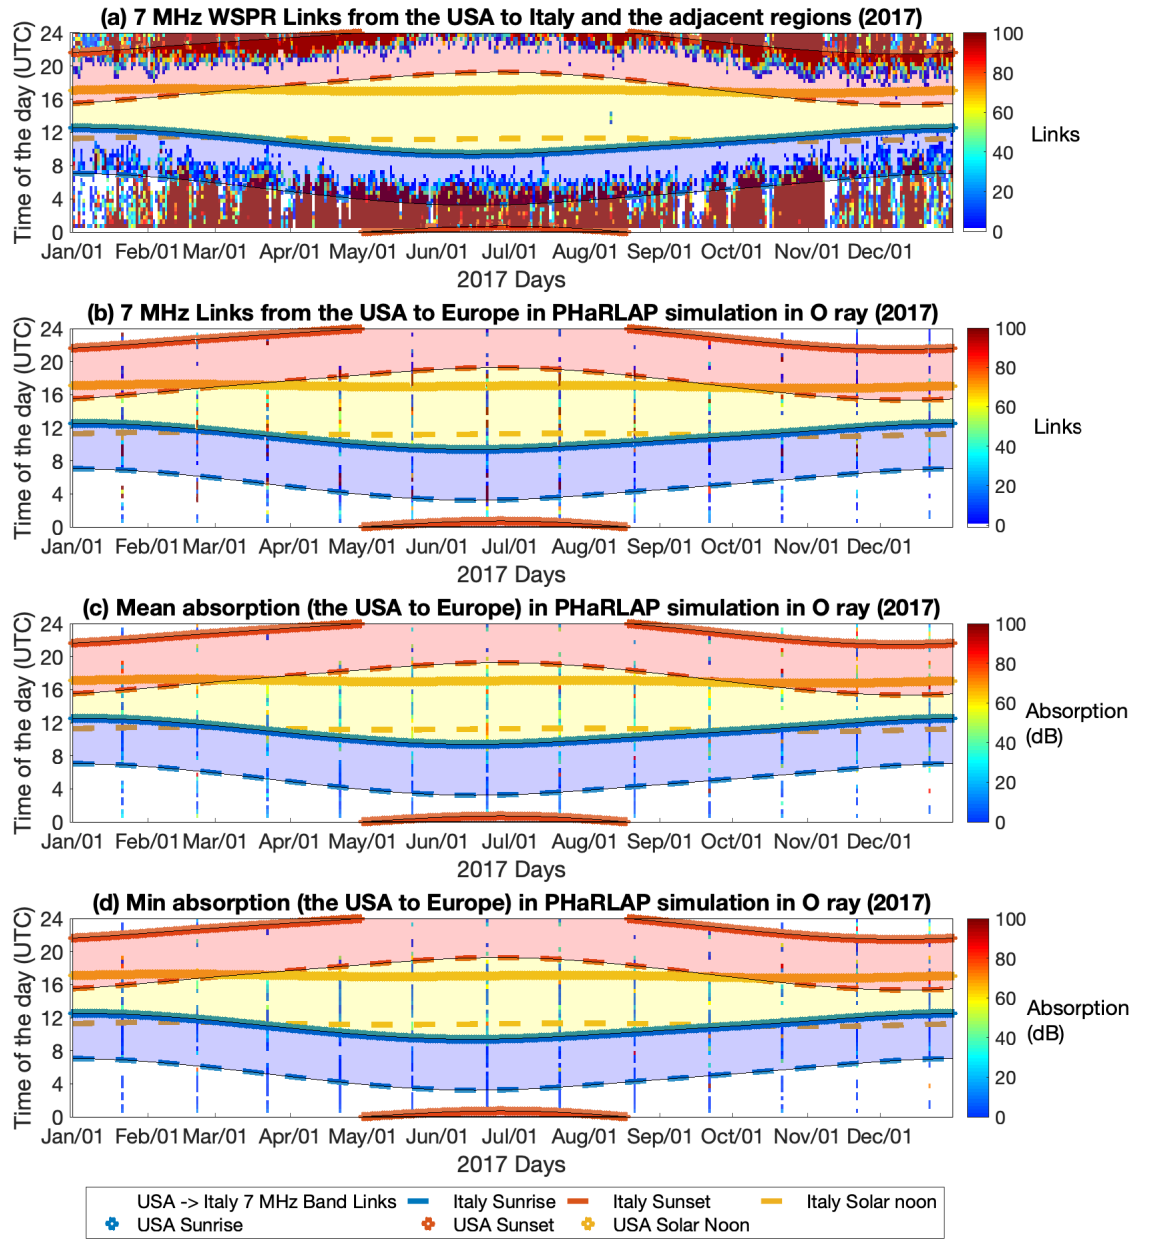 (a) 7 MHz WSPR Links from the USA to Italy and the adjacent regions (2017)
Time of the day (UTC)
24
20
16
12
8
4
0
Jan/01 Feb/01 Mar/01 Apr/01 May/01 Jun/01 Jul/01 Aug/01 Sep/01 Oct/01 Nov/01 Dec/01
2017 Days
100
80
60
40
20
0
Links
(b) 7 MHz Links from the USA to Europe in PHaRLAP simulation in O ray (2017)
Time of the day (UTC)
24
20
16
12
8
4
0
Jan/01 Feb/01 Mar/01 Apr/01 May/01 Jun/01 Jul/01 Aug/01 Sep/01 Oct/01 Nov/01 Dec/01
2017 Days
100
80
60
40
20
0
Links
(c) Mean absorption (the USA to Europe) in PHaRLAP simulation in O ray (2017)
Time of the day (UTC)
24
20
16
12
8
4
0
Jan/01 Feb/01 Mar/01 Apr/01 May/01 Jun/01 Jul/01 Aug/01 Sep/01 Oct/01 Nov/01 Dec/01
2017 Days
100
80
60
40
20
0
Absorption
(dB)
(d) Min absorption (the USA to Europe) in PHaRLAP simulation in O ray (2017)
Time of the day (UTC)
24
20
16
12
8
4
0
Jan/01 Feb/01 Mar/01 Apr/01 May/01 Jun/01 Jul/01 Aug/01 Sep/01 Oct/01 Nov/01 Dec/01
2017 Days
100
80
60
40
20
0
Absorption
(dB)
USA -> Italy 7 MHz Band Links Italy Sunrise Italy Sunset Italy Solar noon
USA Sunrise USA Sunset USA Solar Noon